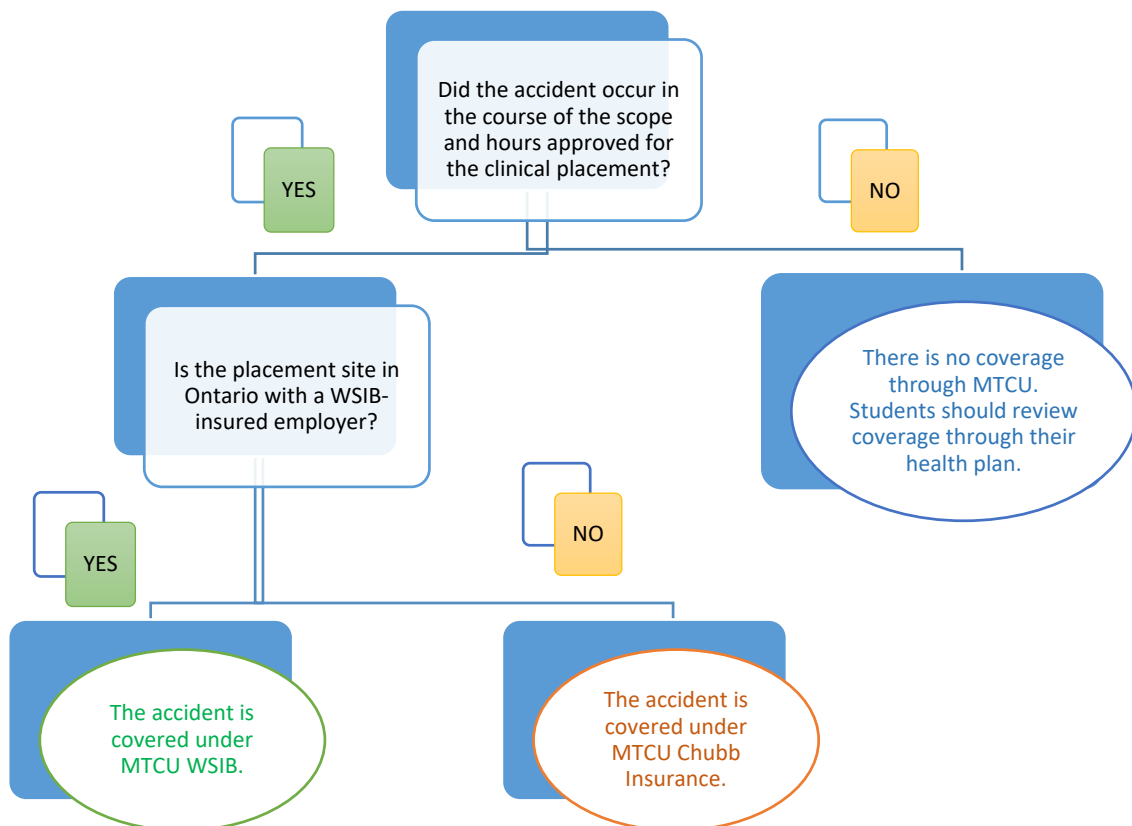 Did the accident occur in
the course of the scope
and hours approved for
the clinical placement?
YES
NO
Is the placement site in
Ontario with a WSIB-
insured employer?
There is no coverage
through MTCU.
Students should review
coverage through their
health plan.
YES
NO
The accident is
covered under
MTCU WSIB.
The accident is
covered under
MTCU Chubb
Insurance.